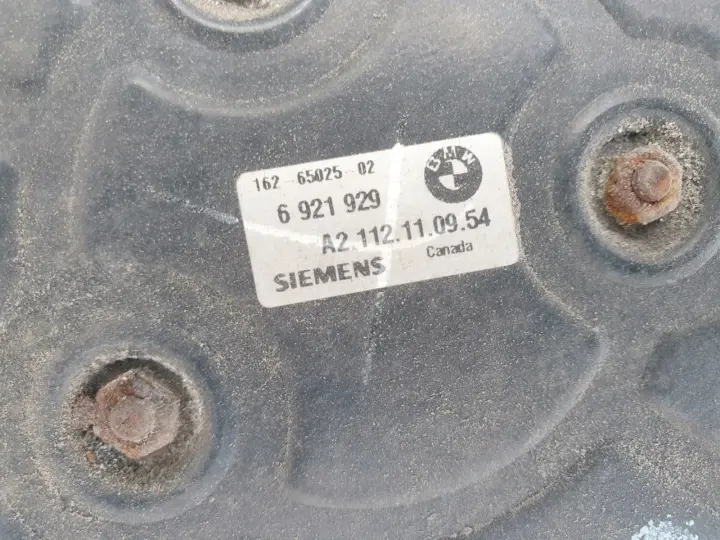 162 65025 02
BMW
6 921 929
A2.112.11.09.54
SIEMENS Canada